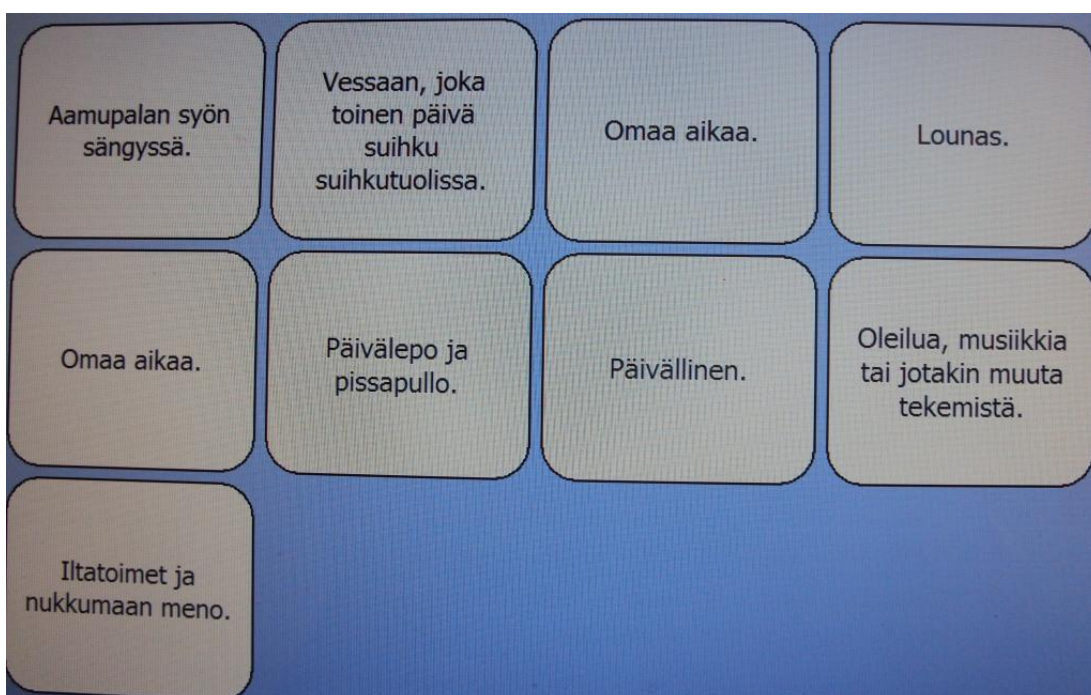 Aamupalan syön
sängyssä.
Vessaan, joka
toinen päivä
suihku
suihkutuolissa.
Omaa aikaa.
Lounas.
Omaa aikaa.
Päivälepo ja
pissapullo.
Päivällinen.
Oleilua, musiikkia
tai jotakin muuta
tekemistä.
Iltatoimet ja
nukkumaan meno.